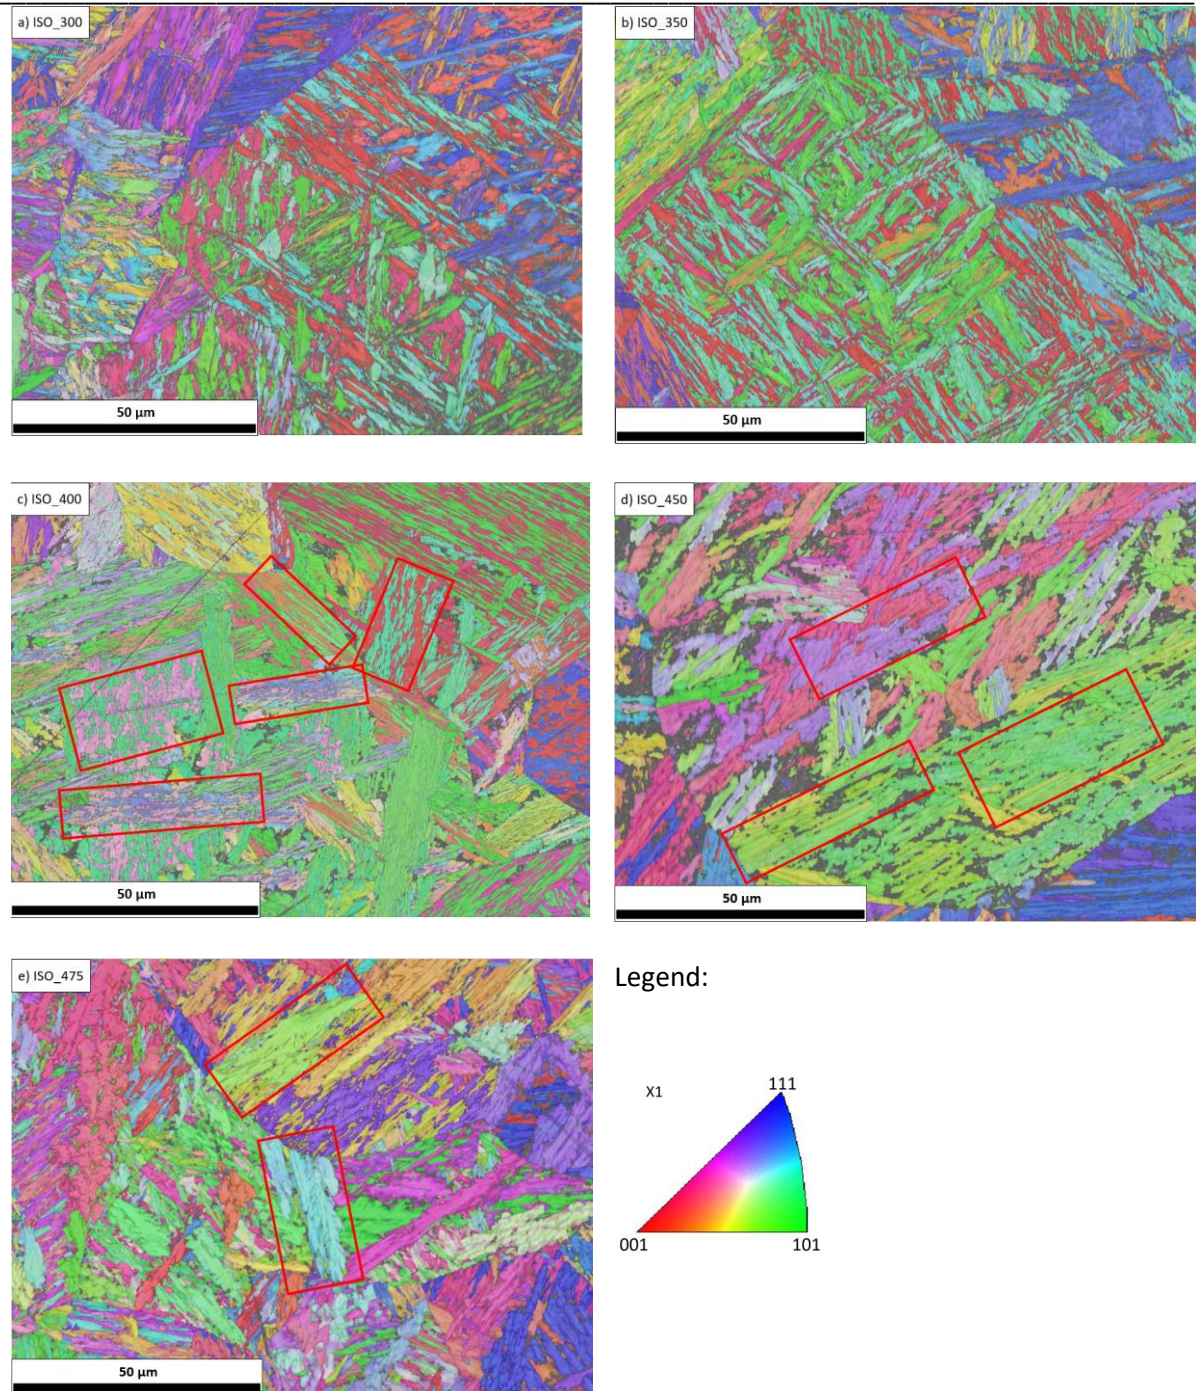 a) ISO_300
b) ISO_350
50 µm
50 µm
c) ISO_400
d) ISO_450
50 µm
50 µm
e) ISO_475
Legend:
X1
111
001
101
50 µm